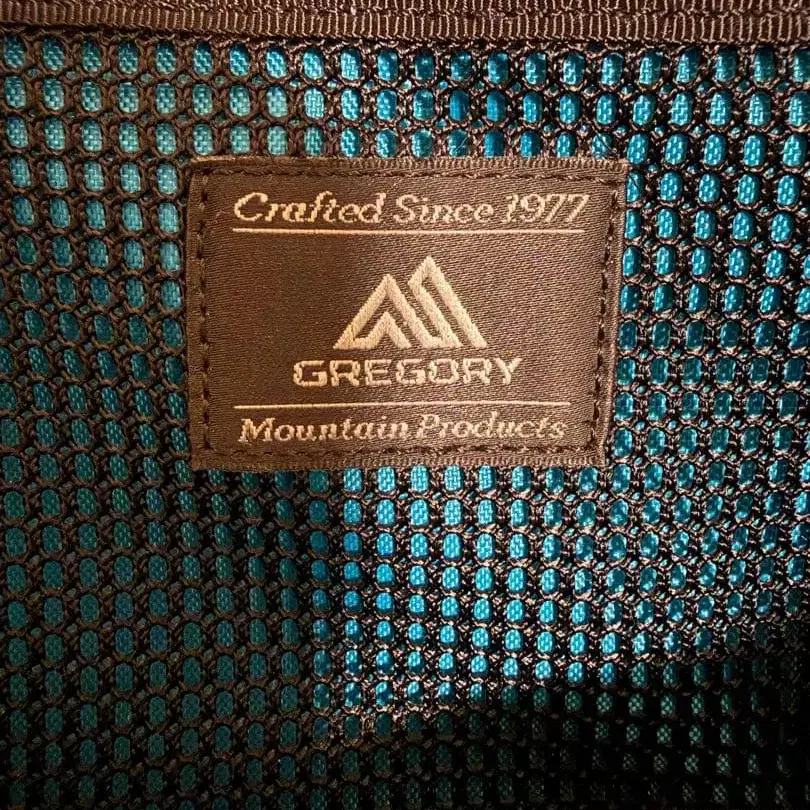 Crafted Since 1977
GREGORY
Mountain Products